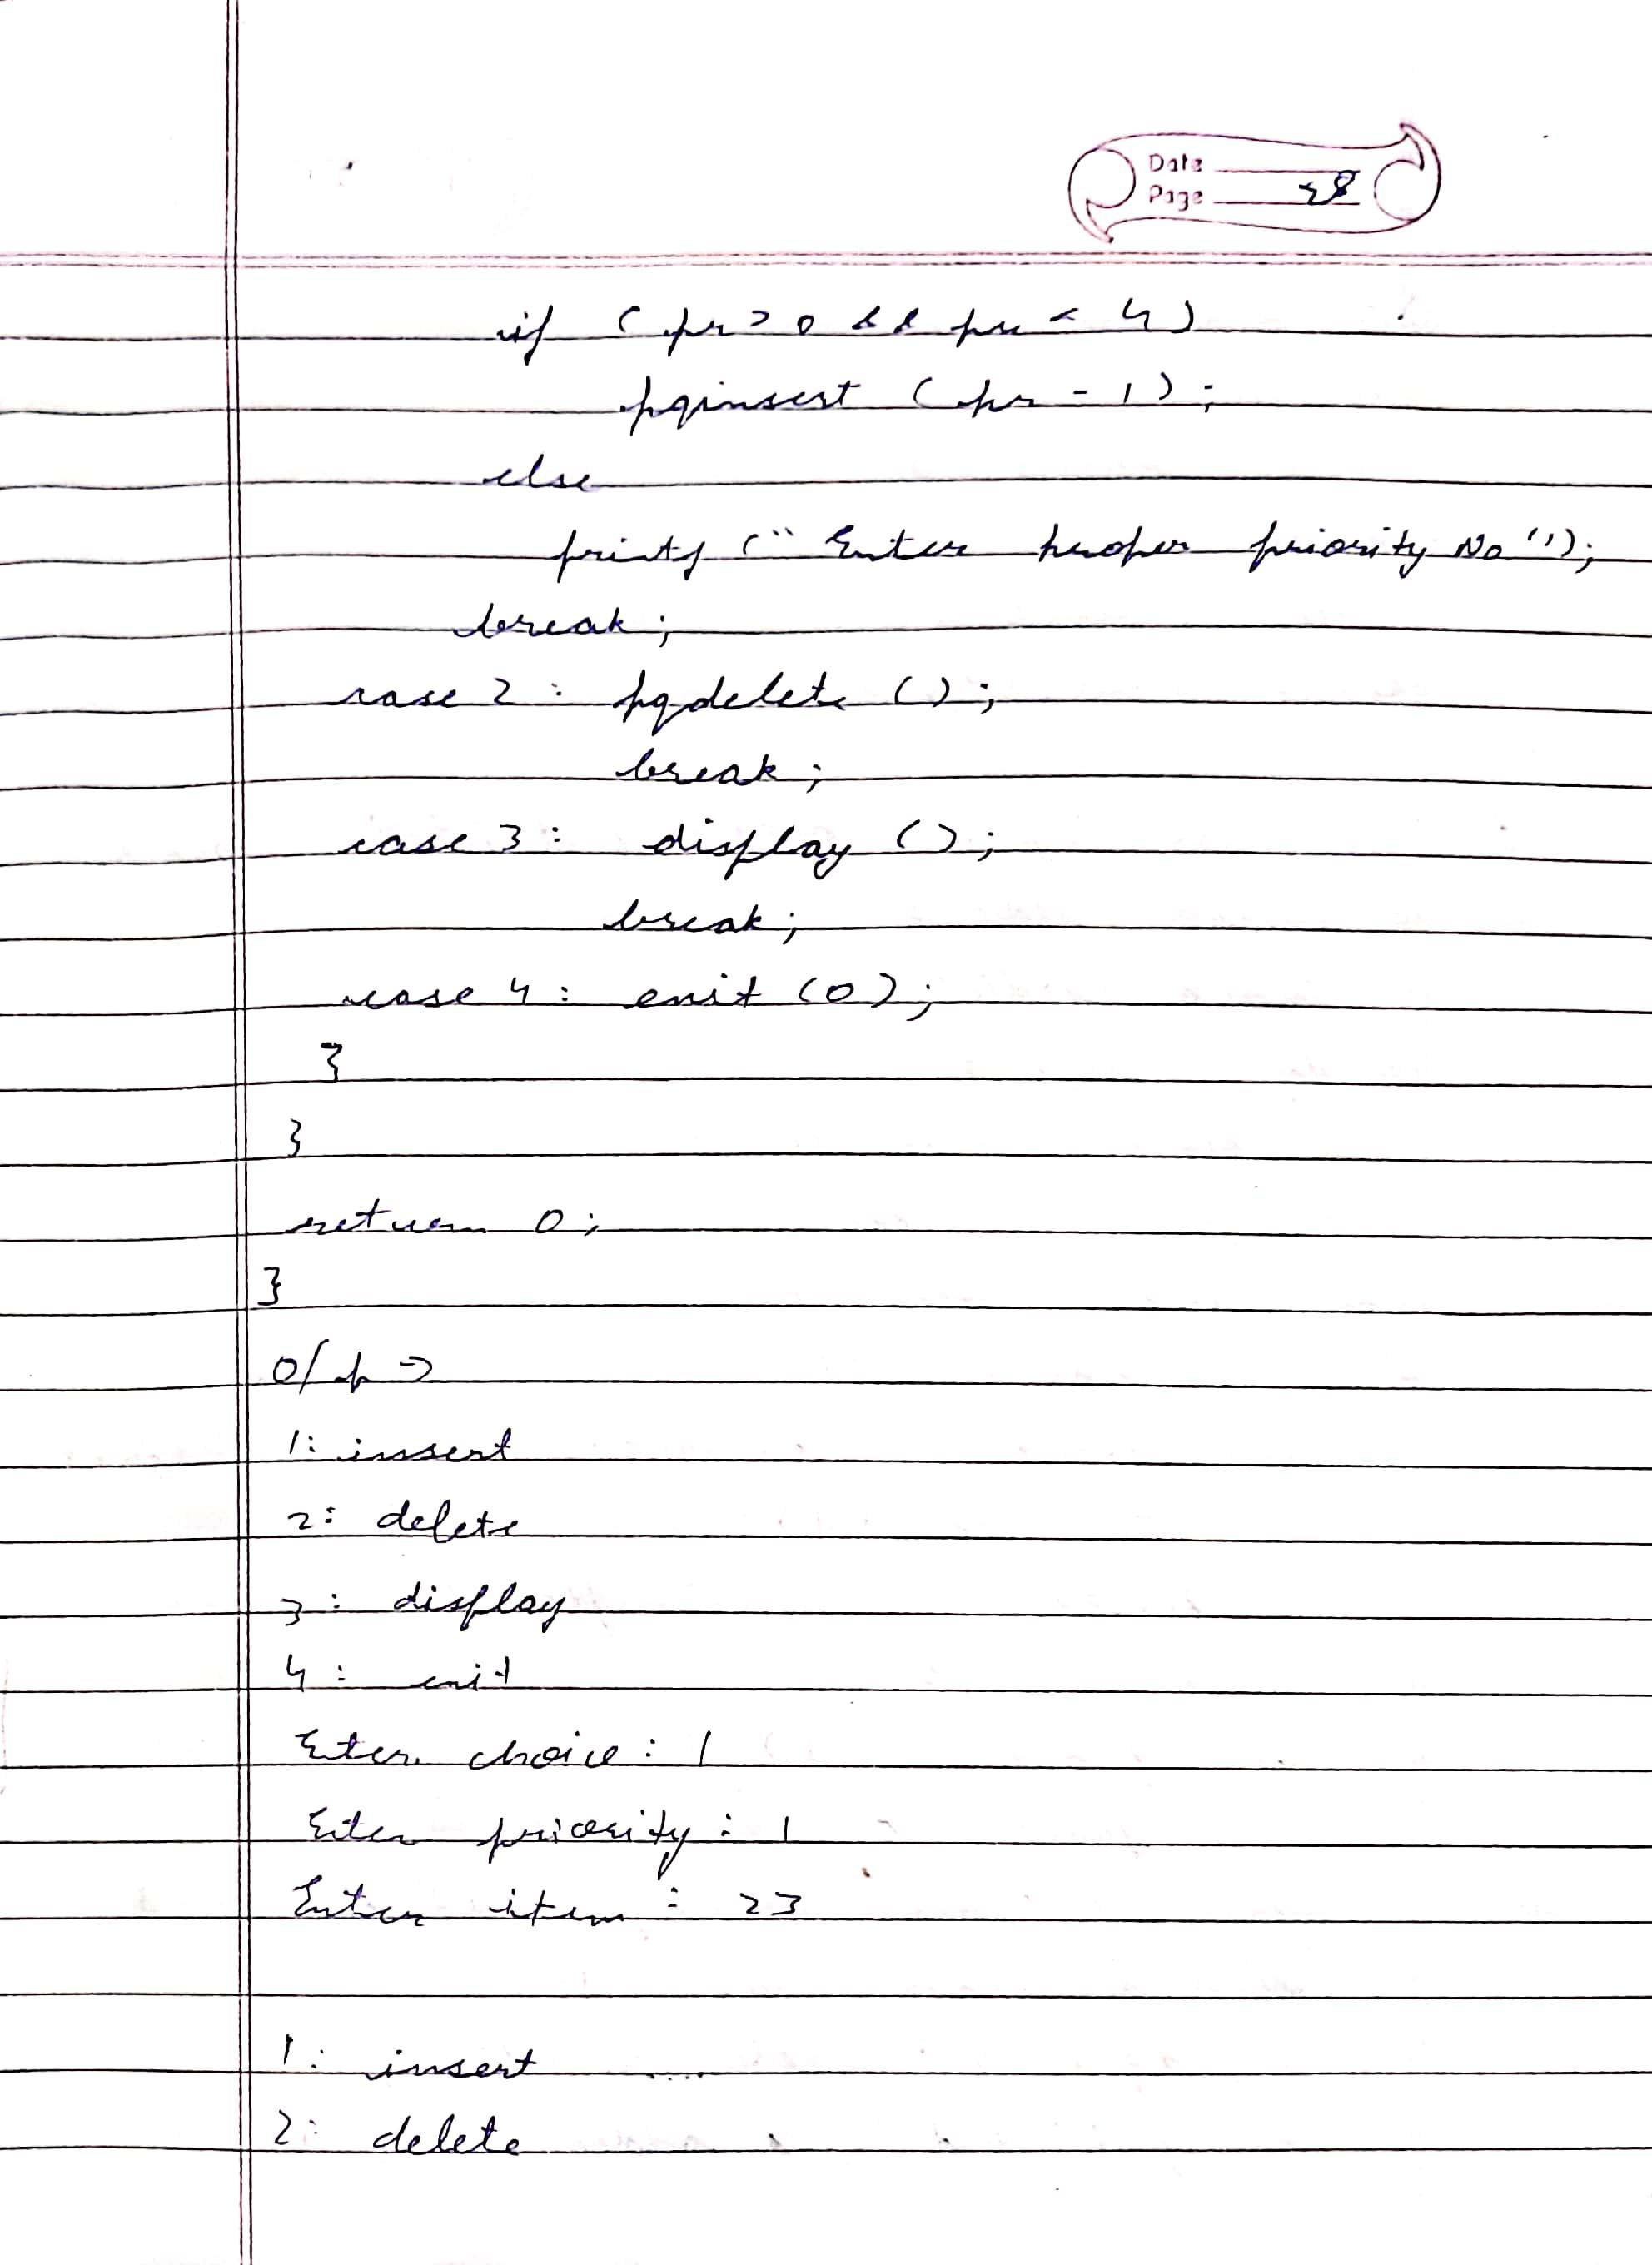 Date
Page 28
if (pr > 0 && pr < 4)
pqinsert (pr - 1);
else
printf (" Enter proper priority No ");
break;
case 2 : pqdelete ();
break;
case 3 : display ();
break;
case 4 : exit (0);
}
}
return 0;
}
O/p =>
1: insert
2: delete
3: display
4: exit
Enter choice : 1
Enter priority : 1
Enter item : 23
1: insert
2: delete